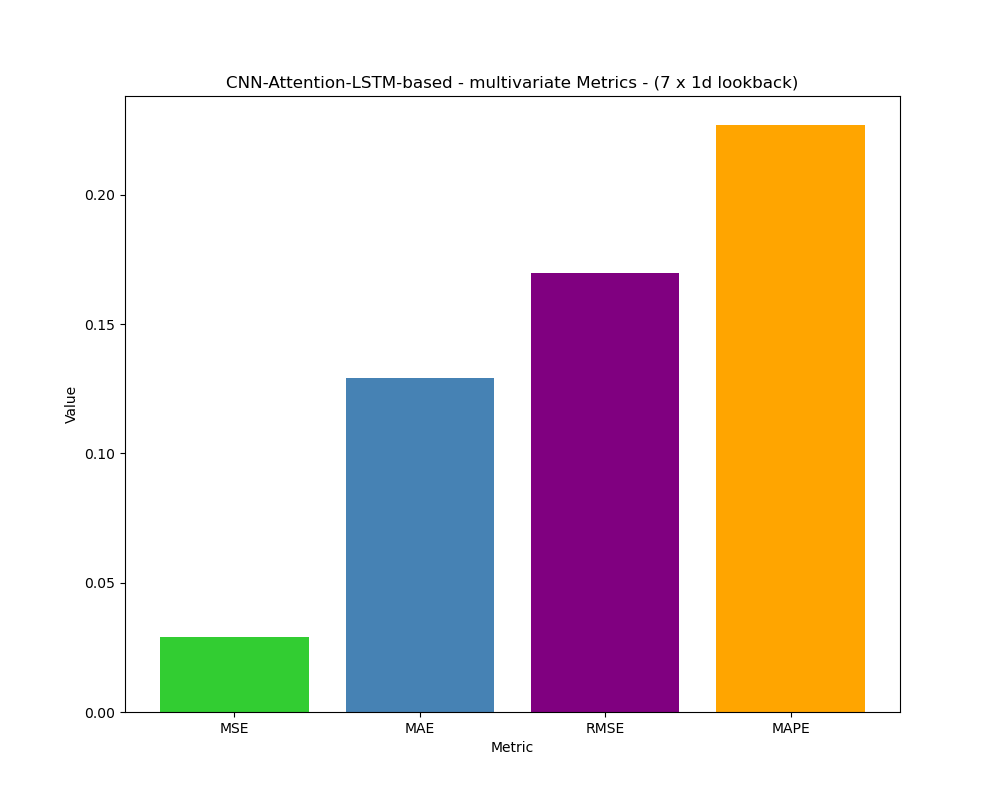 CNN-Attention-LSTM-based - multivariate Metrics - (7 x 1d lookback)
0.20
0.15
0.10
0.05
0.00
Value
MSE MAE RMSE MAPE
Metric